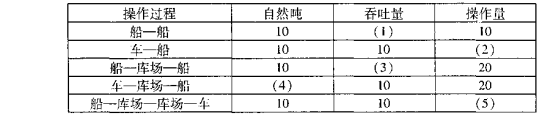 操作过程 自然吨 吞吐量 操作量
船—船 10 (1) 10
车—船 10 10 (2)
船—库场—船 10 (3) 20
车—库场—船 (4) 10 20
船—库场—库场—车 10 10 (5)